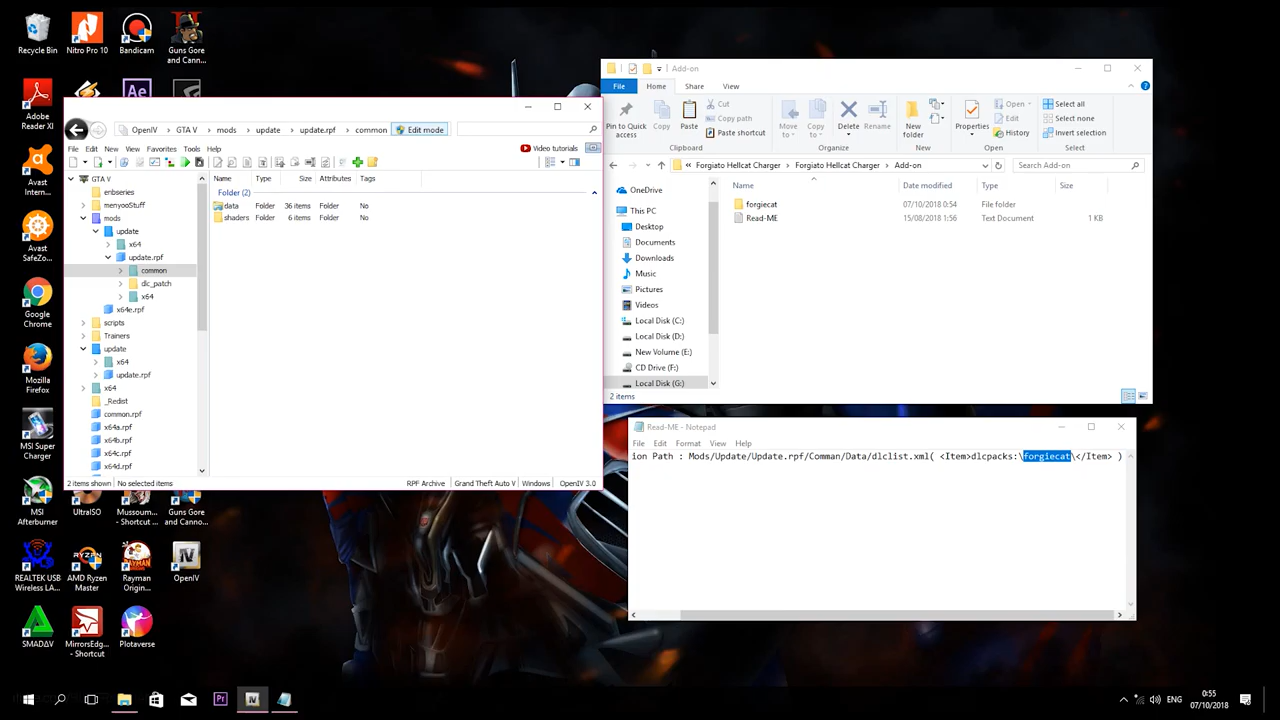 Recycle Bin
Nitro Pro 10
Bandicam
Guns Gore and Cann...
Adobe Reader XI
Avast Intern...
Avast SafeZo...
Google Chrome
Mozilla Firefox
MSI Super Charger
MSI Afterburner
UltraISO
Mussoum... - Shortcut ...
Guns Gore and Canno...
REALTEK USB Wireless LA...
AMD Ryzen Master
Rayman Origin...
OpenIV
SMADΔV
MirrorsEdg... - Shortcut
Plotaverse
OpenIV GTA V mods update update.rpf common Edit mode
File Edit New View Favorites Tools Help Video tutorials
GTA V
enbseries
menyooStuff
mods
update
x64
update.rpf
common
dlc_patch
x64
x64e.rpf
scripts
Trainers
update
x64
update.rpf
x64
_Redist
common.rpf
x64a.rpf
x64b.rpf
x64c.rpf
x64d.rpf
Name Type Size Attributes Tags
Folder (2)
data Folder 36 items Folder No
shaders Folder 6 items Folder No
2 items shown No selected items RPF Archive Grand Theft Auto V Windows OpenIV 3.0
Add-on
File Home Share View
Pin to Quick access
Copy
Paste
Cut
Copy path
Paste shortcut
Clipboard
Move to
Copy to
Delete
Rename
Organize
New folder
New
Properties
Open
Edit
History
Open
Select all
Select none
Invert selection
Select
« Forgiato Hellcat Charger Forgiato Hellcat Charger Add-on Search Add-on
OneDrive
This PC
Desktop
Documents
Downloads
Music
Pictures
Videos
Local Disk (C:)
Local Disk (D:)
New Volume (E:)
CD Drive (F:)
Local Disk (G:)
Name Date modified Type Size
forgiecat 07/10/2018 0:54 File folder
Read-ME 15/08/2018 1:56 Text Document 1 KB
2 items
Read-ME - Notepad
File Edit Format View Help
ion Path : Mods/Update/Update.rpf/Comman/Data/dlclist.xml( <Item>dlcpacks:\forgiecat\</Item> )
ENG
0:55
07/10/2018